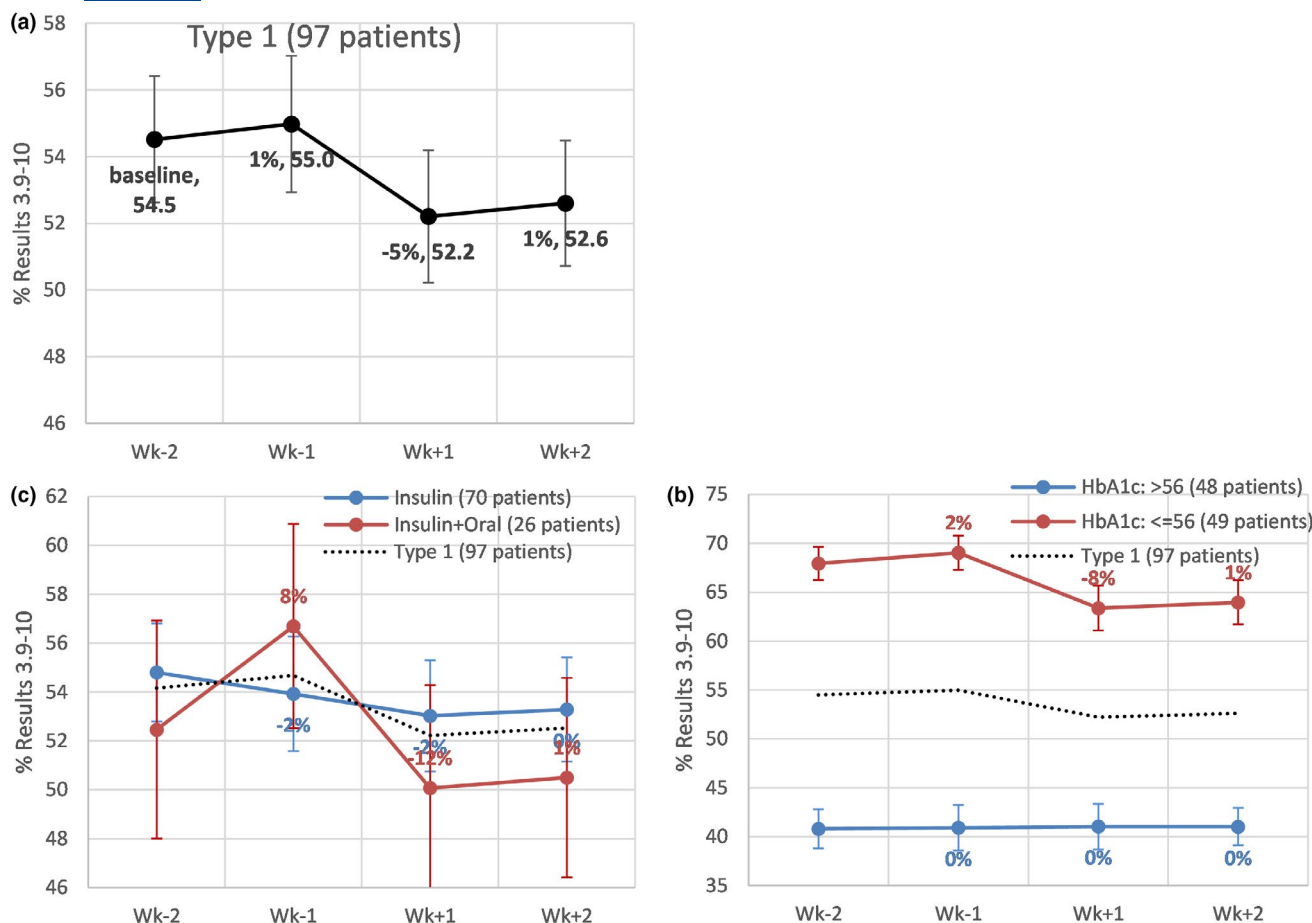 (a)
Type 1 (97 patients)
% Results 3.9-10
58
56
54
52
50
48
46
baseline,
54.5
1%, 55.0
-5%, 52.2
1%, 52.6
Wk-2 Wk-1 Wk+1 Wk+2
(c)
Insulin (70 patients)
Insulin+Oral (26 patients)
Type 1 (97 patients)
% Results 3.9-10
62
60
58
56
54
52
50
48
46
8%
-2%
-2%
-12%
0%
1%
Wk-2 Wk-1 Wk+1 Wk+2
(b)
HbA1c: >56 (48 patients)
HbA1c: <=56 (49 patients)
Type 1 (97 patients)
% Results 3.9-10
75
70
65
60
55
50
45
40
35
2%
-8%
1%
0%
0%
0%
Wk-2 Wk-1 Wk+1 Wk+2